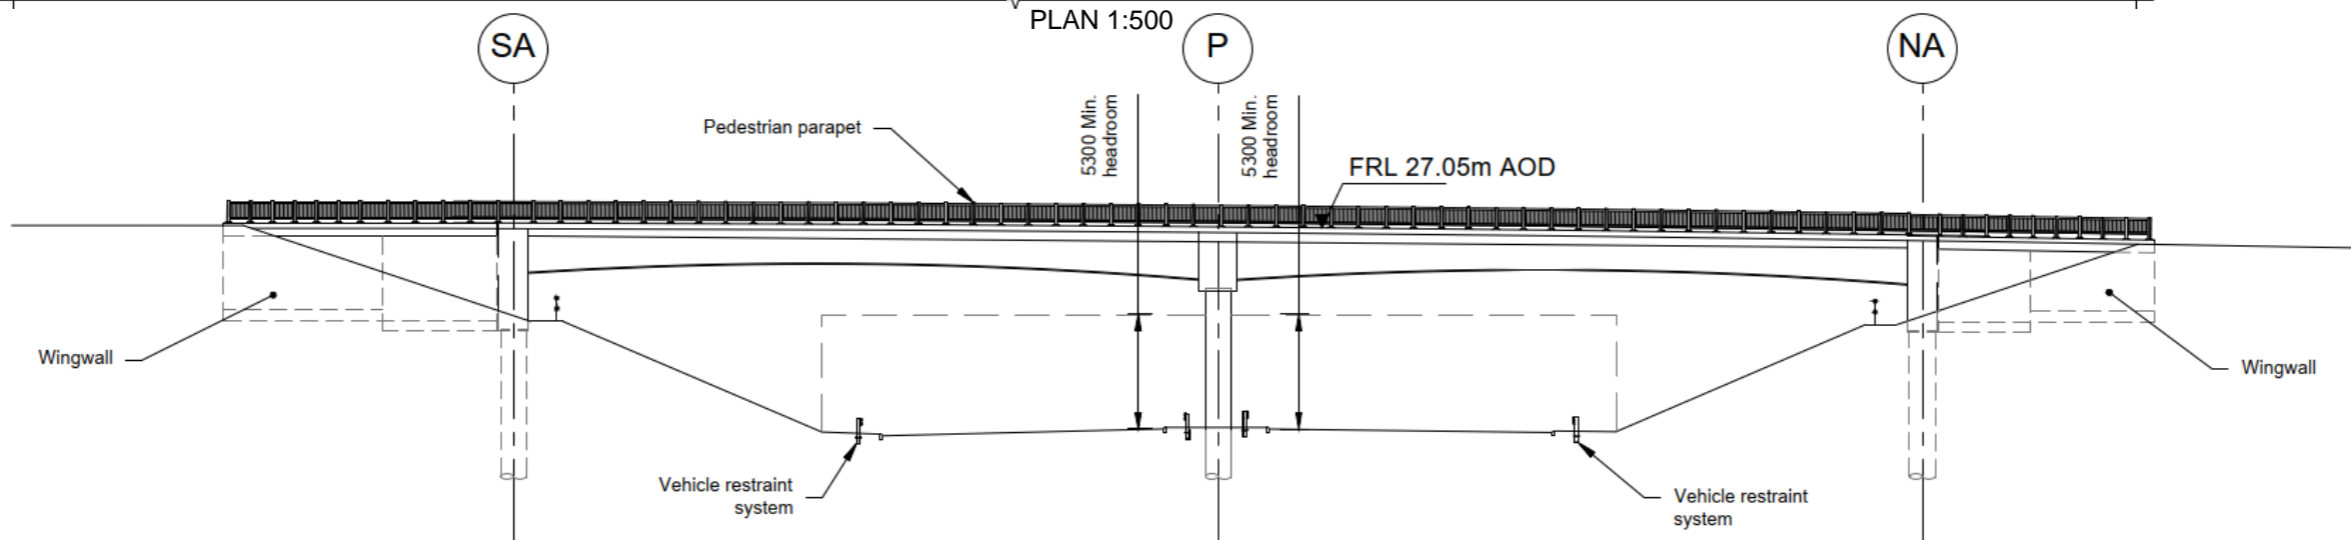 PLAN 1:500
SA
P
NA
5300 Min.
headroom
5300 Min.
headroom
Pedestrian parapet
FRL 27.05m AOD
Wingwall
Wingwall
Vehicle restraint
system
Vehicle restraint
system